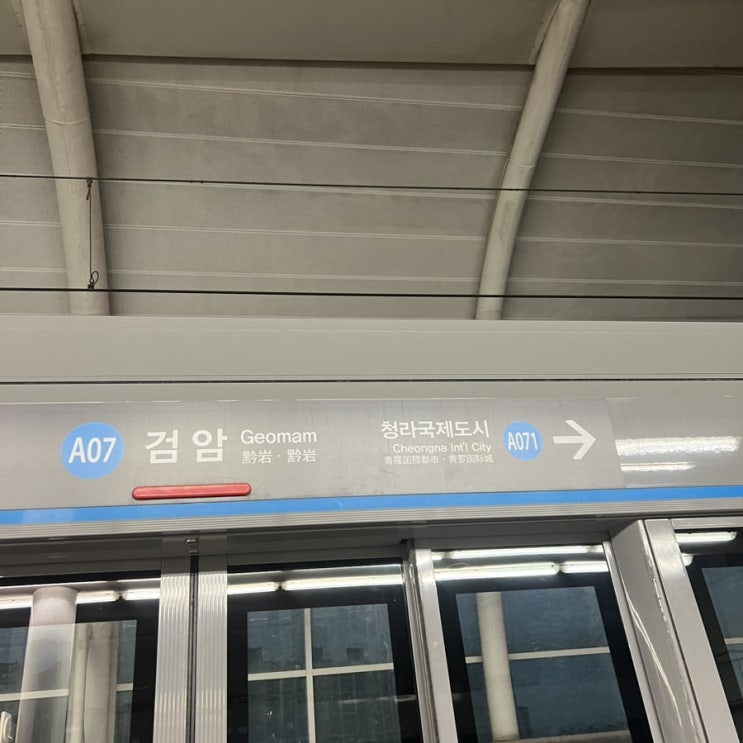 A07
검암
Geomam
黔岩·黔岩
청라국제도시
Cheongna Int'l City
靑羅国際都市·青罗国际城
A071